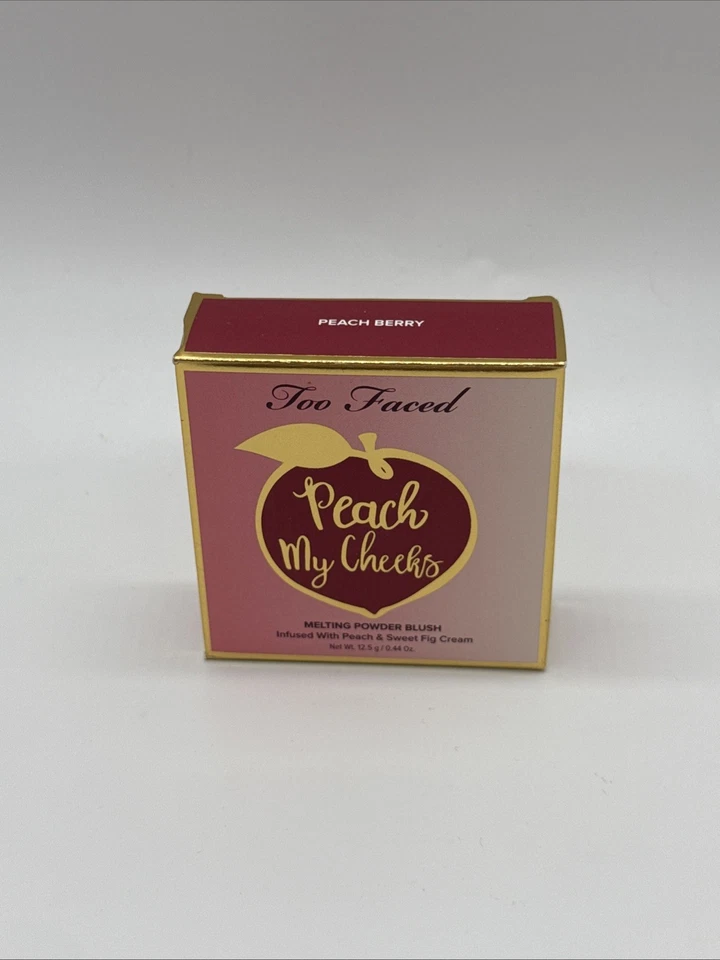 PEACH BERRY
Too Faced
Peach
My Cheeks
MELTING POWDER BLUSH
Infused With Peach & Sweet Fig Cream
Net Wt. 12.5 g / 0.44 Oz.